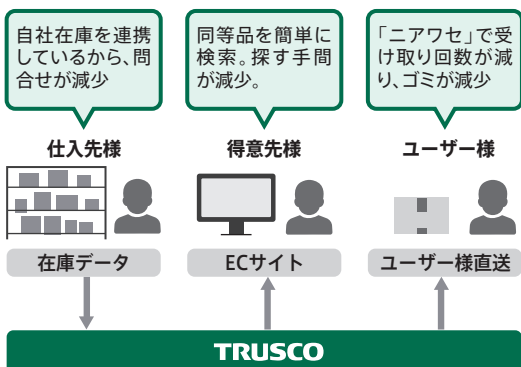 自社在庫を連携
しているから、問
合せが減少
同等品を簡単に
検索。探す手間
が減少。
「ニアワセ」で受
け取り回数が減
り、ゴミが減少
仕入先様
得意先様
ユーザー様
在庫データ
ECサイト
ユーザー様直送
TRUSCO